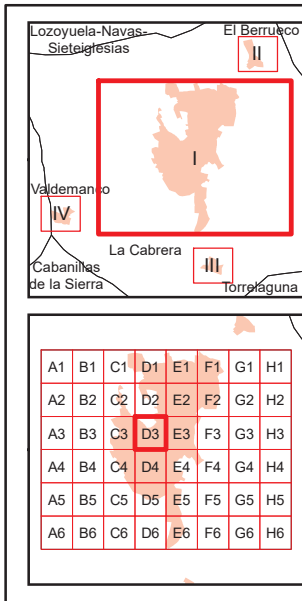 Lozoyuela-Navas-
Sieteiglesias
El Berrueco
II
I
Valdemanco
IV
La Cabrera
III
Cabanillas
de la Sierra
Torrelaguna
A1 B1 C1 D1 E1 F1 G1 H1
A2 B2 C2 D2 E2 F2 G2 H2
A3 B3 C3 D3 E3 F3 G3 H3
A4 B4 C4 D4 E4 F4 G4 H4
A5 B5 C5 D5 E5 F5 G5 H5
A6 B6 C6 D6 E6 F6 G6 H6